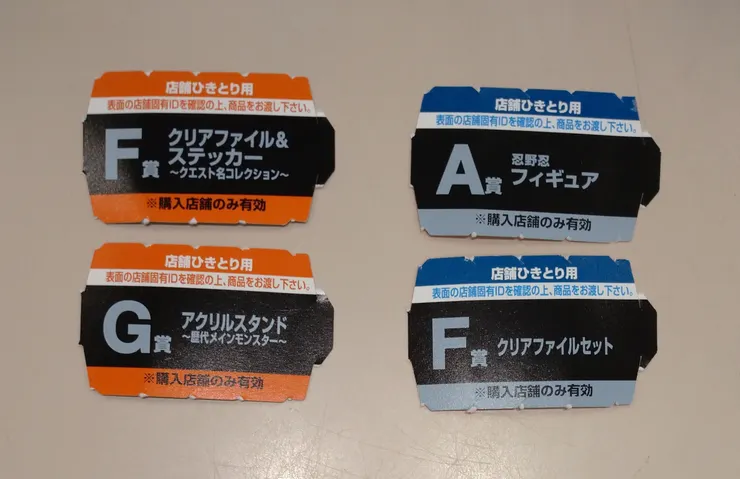 店舗ひきとり用
表面の店舗固有IDを確認の上、商品をお渡し下さい。
F賞
クリアファイル&
ステッカー
～クエスト名コレクション～
※購入店舗のみ有効
店舗ひきとり用
表面の店舗固有IDを確認の上、商品をお渡し下さい。
A賞
忍野忍
フィギュア
※購入店舗のみ有効
店舗ひきとり用
表面の店舗固有IDを確認の上、商品をお渡し下さい。
G賞
アクリルスタンド
～歴代メインモンスター～
※購入店舗のみ有効
店舗ひきとり用
表面の店舗固有IDを確認の上、商品をお渡し下さい。
F賞
クリアファイルセット
※購入店舗のみ有効